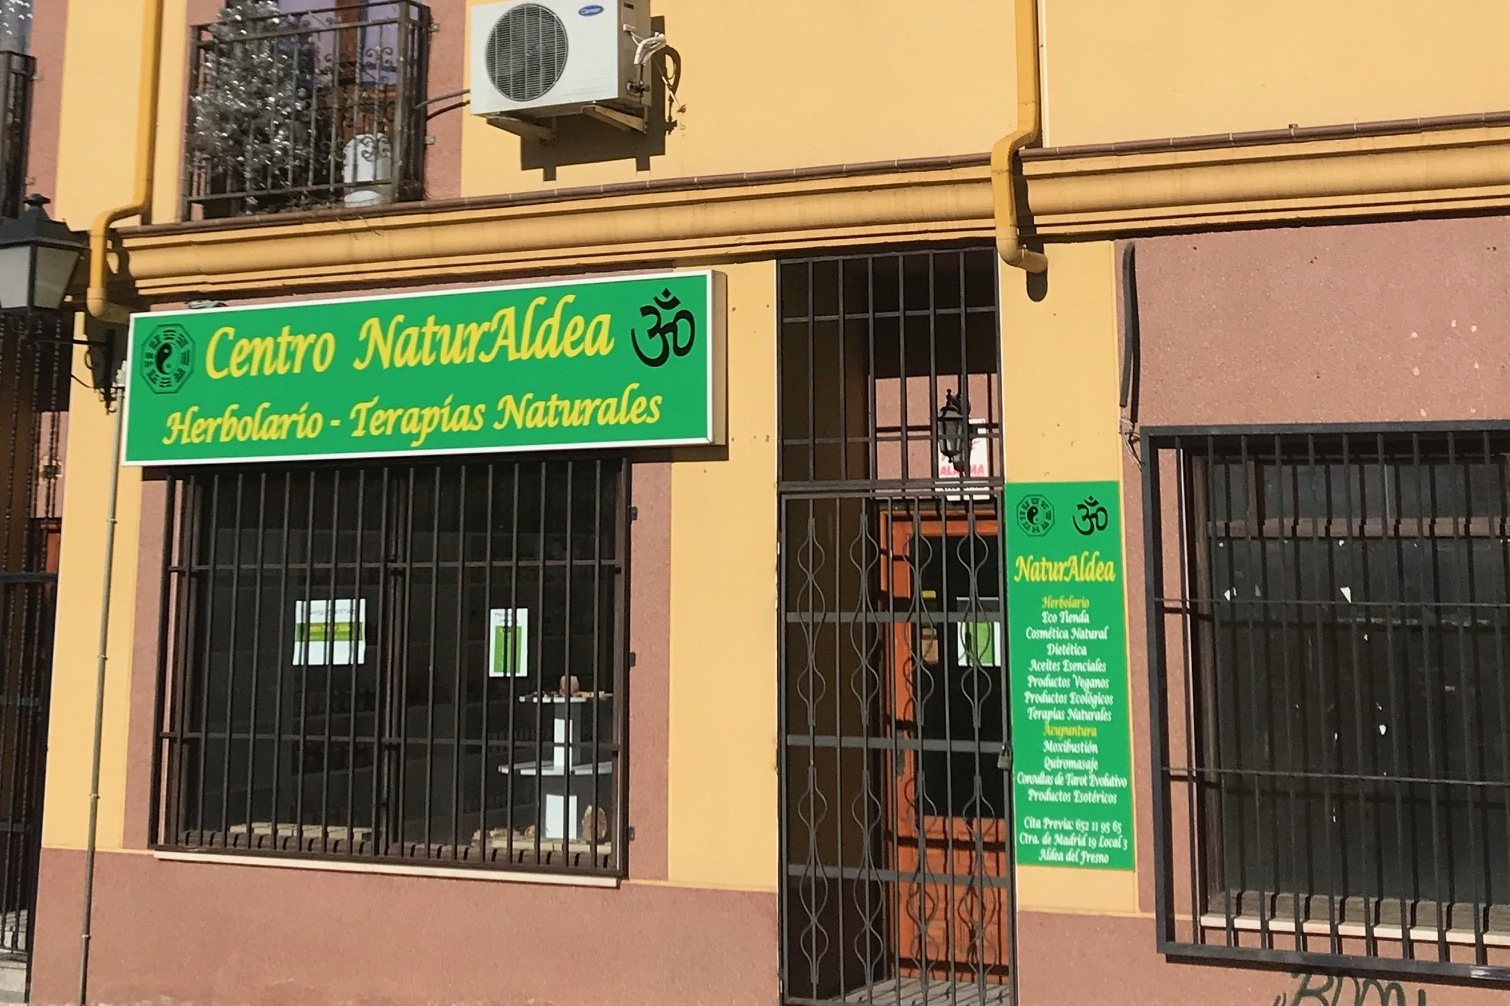 Carrier
Centro NaturAldea
Herbolario - Terapias Naturales
ALARMA
NaturAldea
Herbolario
Eco Tienda
Cosmética Natural
Dietética
Aceites Esenciales
Productos Veganos
Productos Ecológicos
Terapias Naturales
Acupuntura
Moxibustión
Quiromasaje
Consultas de Tarot Evolutivo
Productos Esotéricos
Cita Previa: 652 11 95 65
Ctra. de Madrid 19 Local 3
Aldea del Fresno